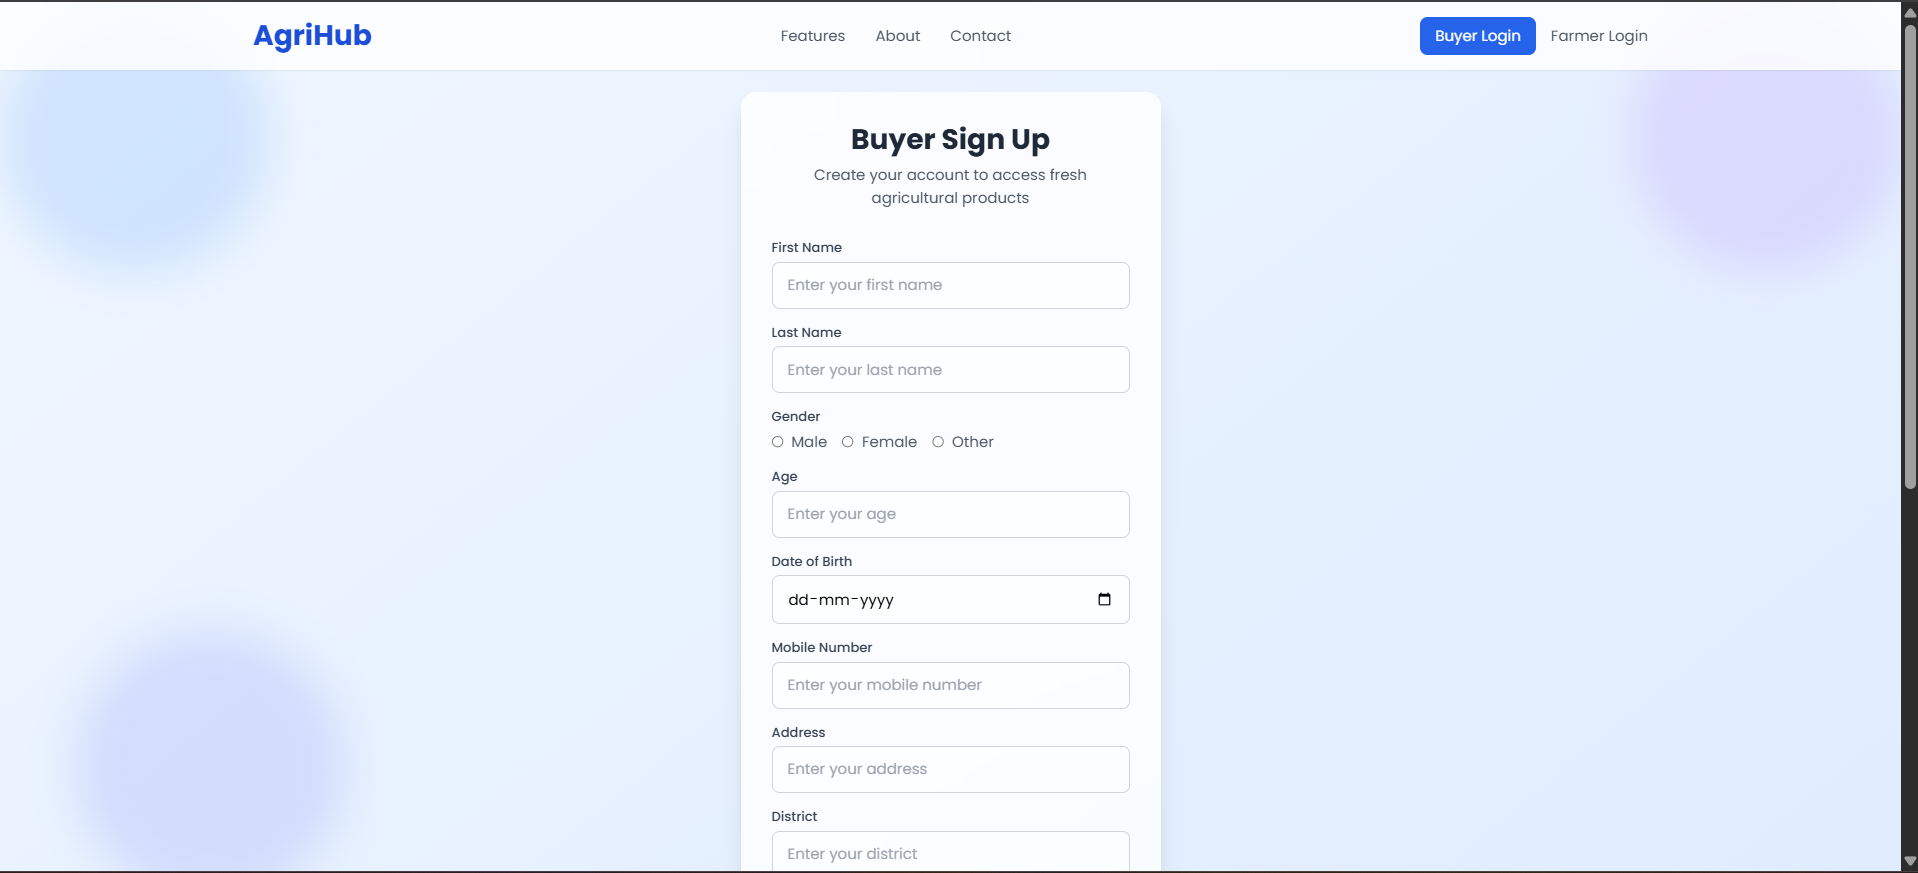 AgriHub
Features
About
Contact
Buyer Login
Farmer Login
Buyer Sign Up
Create your account to access fresh
agricultural products
First Name
Enter your first name
Last Name
Enter your last name
Gender
Male
Female
Other
Age
Enter your age
Date of Birth
dd-mm-yyyy
Mobile Number
Enter your mobile number
Address
Enter your address
District
Enter your district